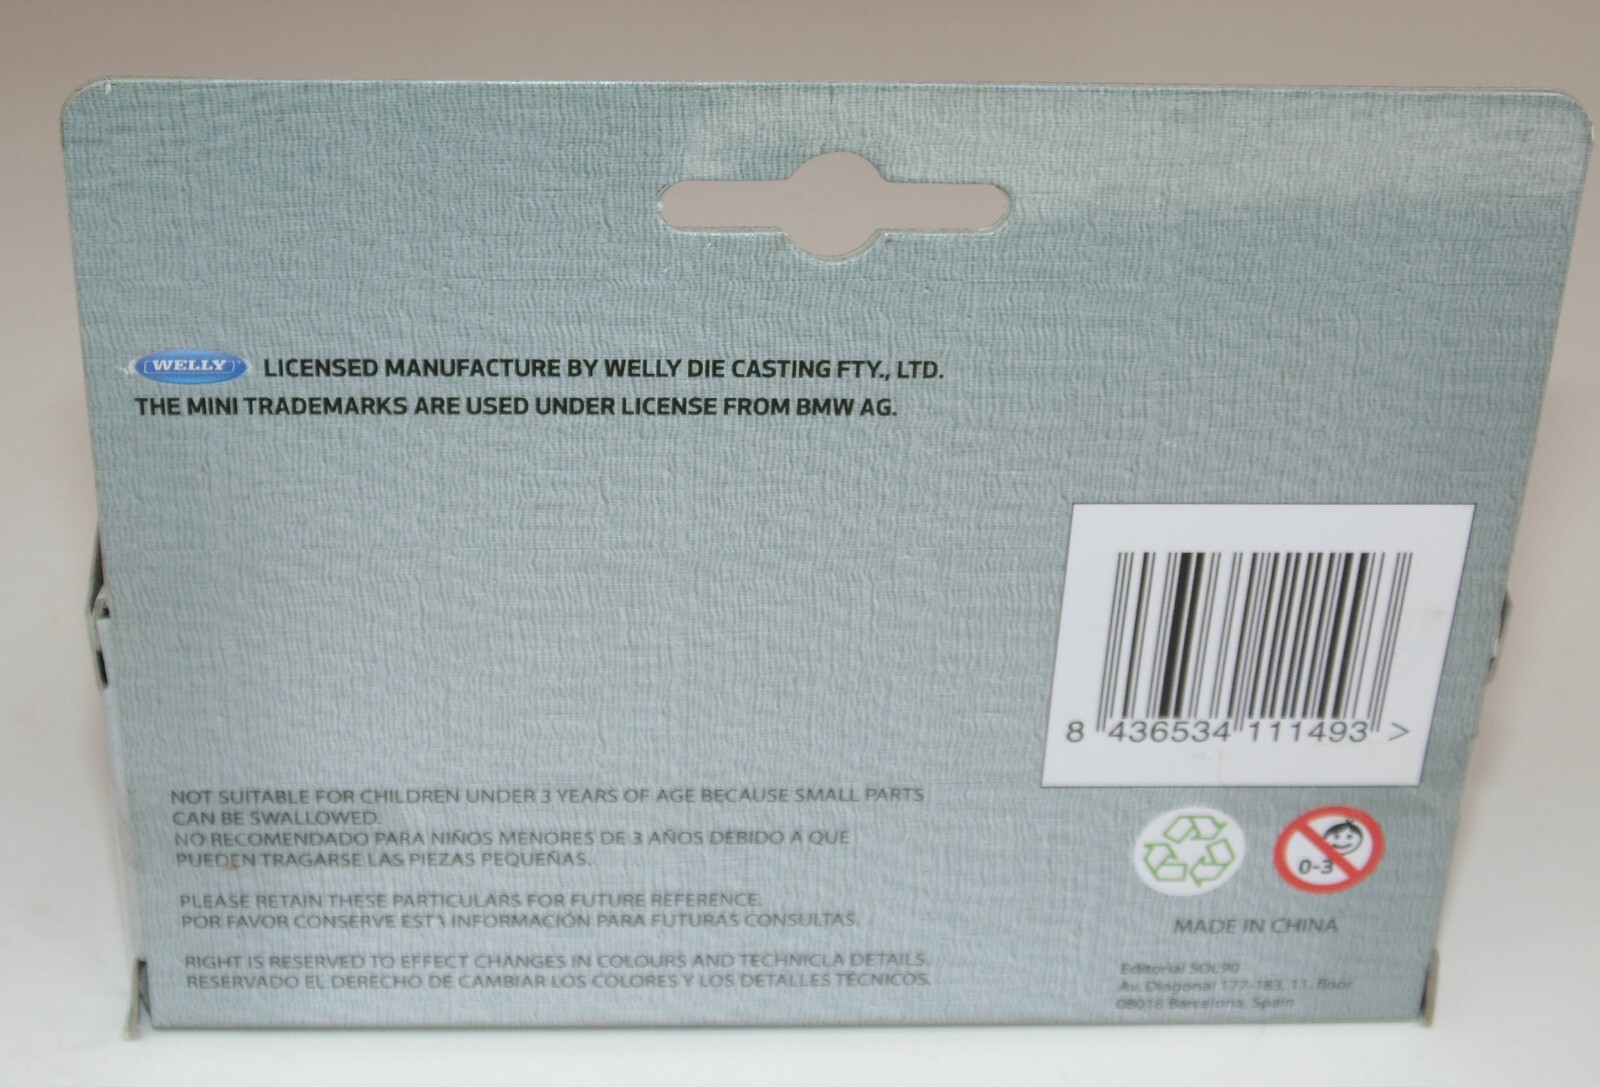 WELLY LICENSED MANUFACTURE BY WELLY DIE CASTING FTY., LTD.
THE MINI TRADEMARKS ARE USED UNDER LICENSE FROM BMW AG.
8 436534 111493 >
NOT SUITABLE FOR CHILDREN UNDER 3 YEARS OF AGE BECAUSE SMALL PARTS
CAN BE SWALLOWED.
NO RECOMENDADO PARA NIÑOS MENORES DE 3 AÑOS DEBIDO A QUE
PUEDEN TRAGARSE LAS PIEZAS PEQUEÑAS.
PLEASE RETAIN THESE PARTICULARS FOR FUTURE REFERENCE.
POR FAVOR CONSERVE ESTA INFORMACIÓN PARA FUTURAS CONSULTAS.
RIGHT IS RESERVED TO EFFECT CHANGES IN COLOURS AND TECHNICLA DETAILS.
RESERVADO EL DERECHO DE CAMBIAR LOS COLORES Y LOS DETALLES TÉCNICOS.
0-3
MADE IN CHINA
Editorial SOL90
Av. Diagonal 177-183, 11. floor
08018 Barcelona, Spain